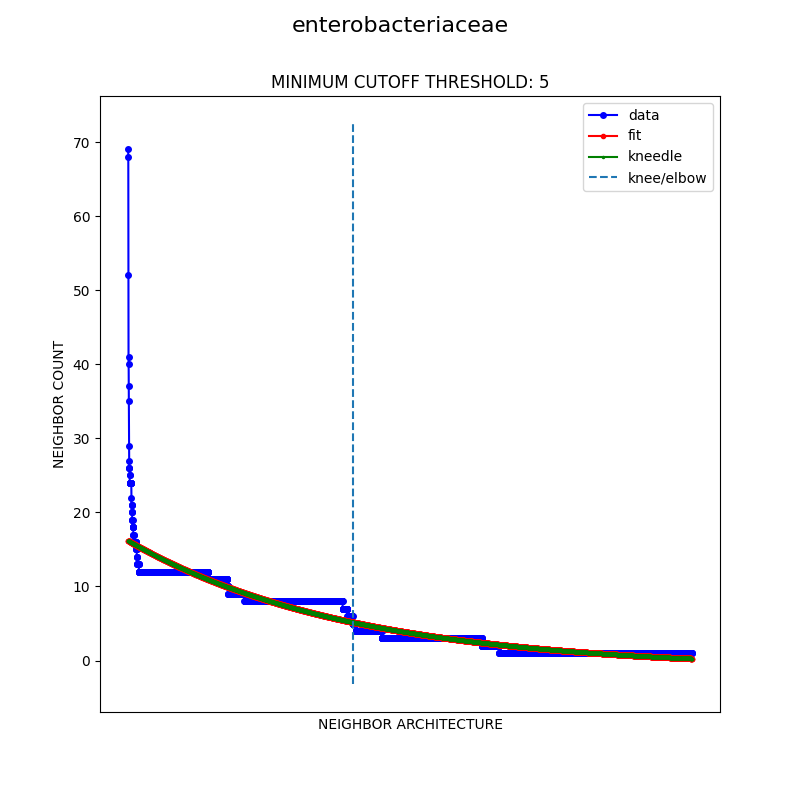 enterobacteriaceae
MINIMUM CUTOFF THRESHOLD: 5
data
fit
kneedle
knee/elbow
70
60
50
40
30
20
10
0
NEIGHBOR COUNT
NEIGHBOR ARCHITECTURE